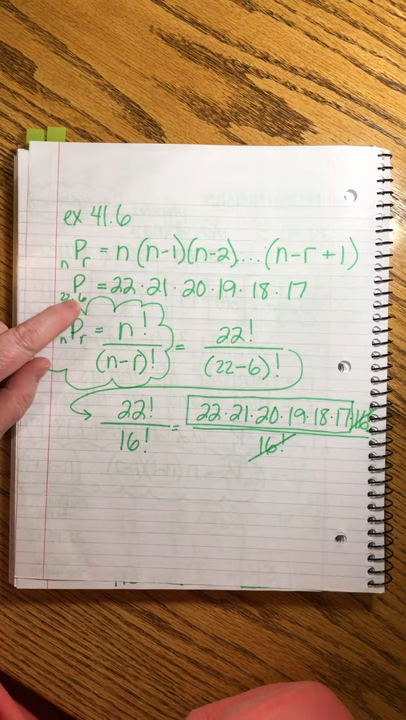 ex 41.6
nPr = n(n-1)(n-2)...(n-r+1)
22P6 = 22·21·20·19·18·17
nPr = n!/(n-1)! = 22!/(22-6)!
22!/16! = 22·21·20·19·18·17·16!/16!